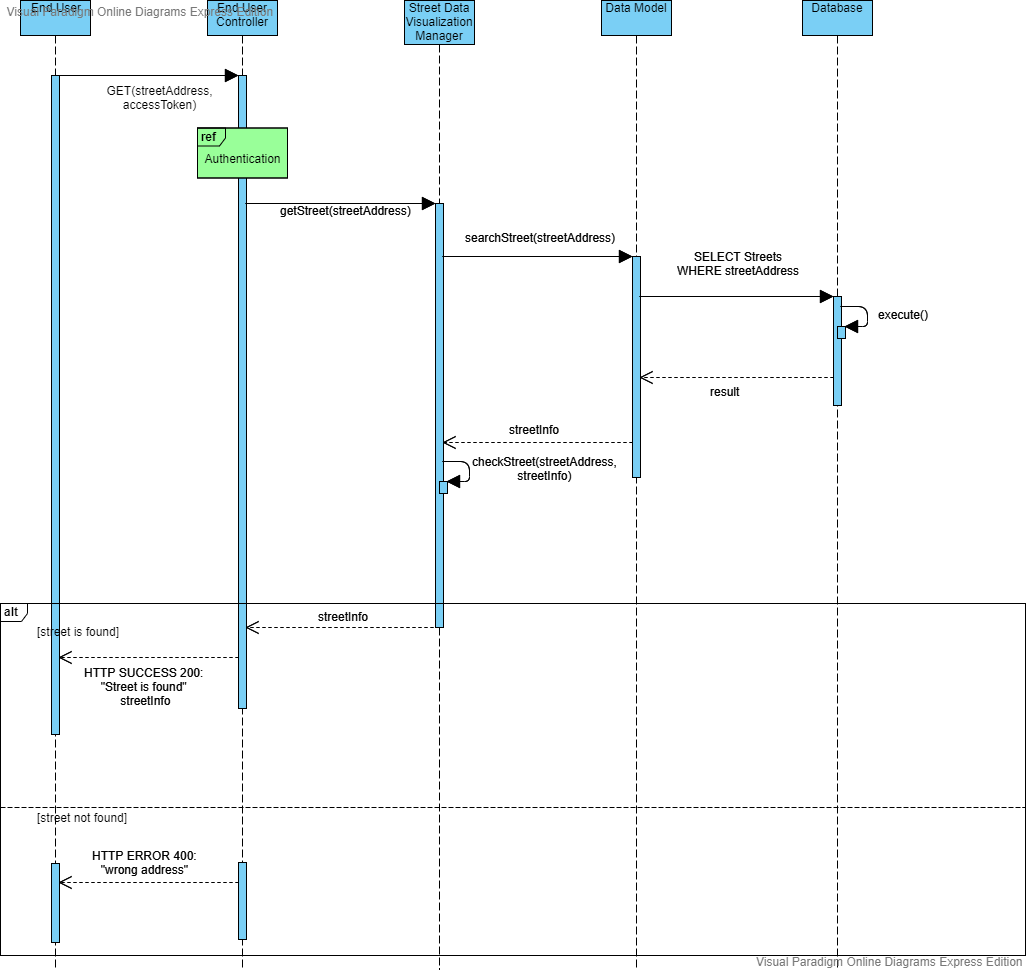 Visual Paradigm Online Diagrams Express Edition
End User
End User
Controller
Street Data
Visualization
Manager
Data Model
Database
GET(streetAddress,
accessToken)
ref
Authentication
getStreet(streetAddress)
searchStreet(streetAddress)
SELECT Streets
WHERE streetAddress
execute()
result
streetInfo
checkStreet(streetAddress,
streetInfo)
alt
streetInfo
[street is found]
HTTP SUCCESS 200:
"Street is found"
streetInfo
[street not found]
HTTP ERROR 400:
"wrong address"
Visual Paradigm Online Diagrams Express Edition